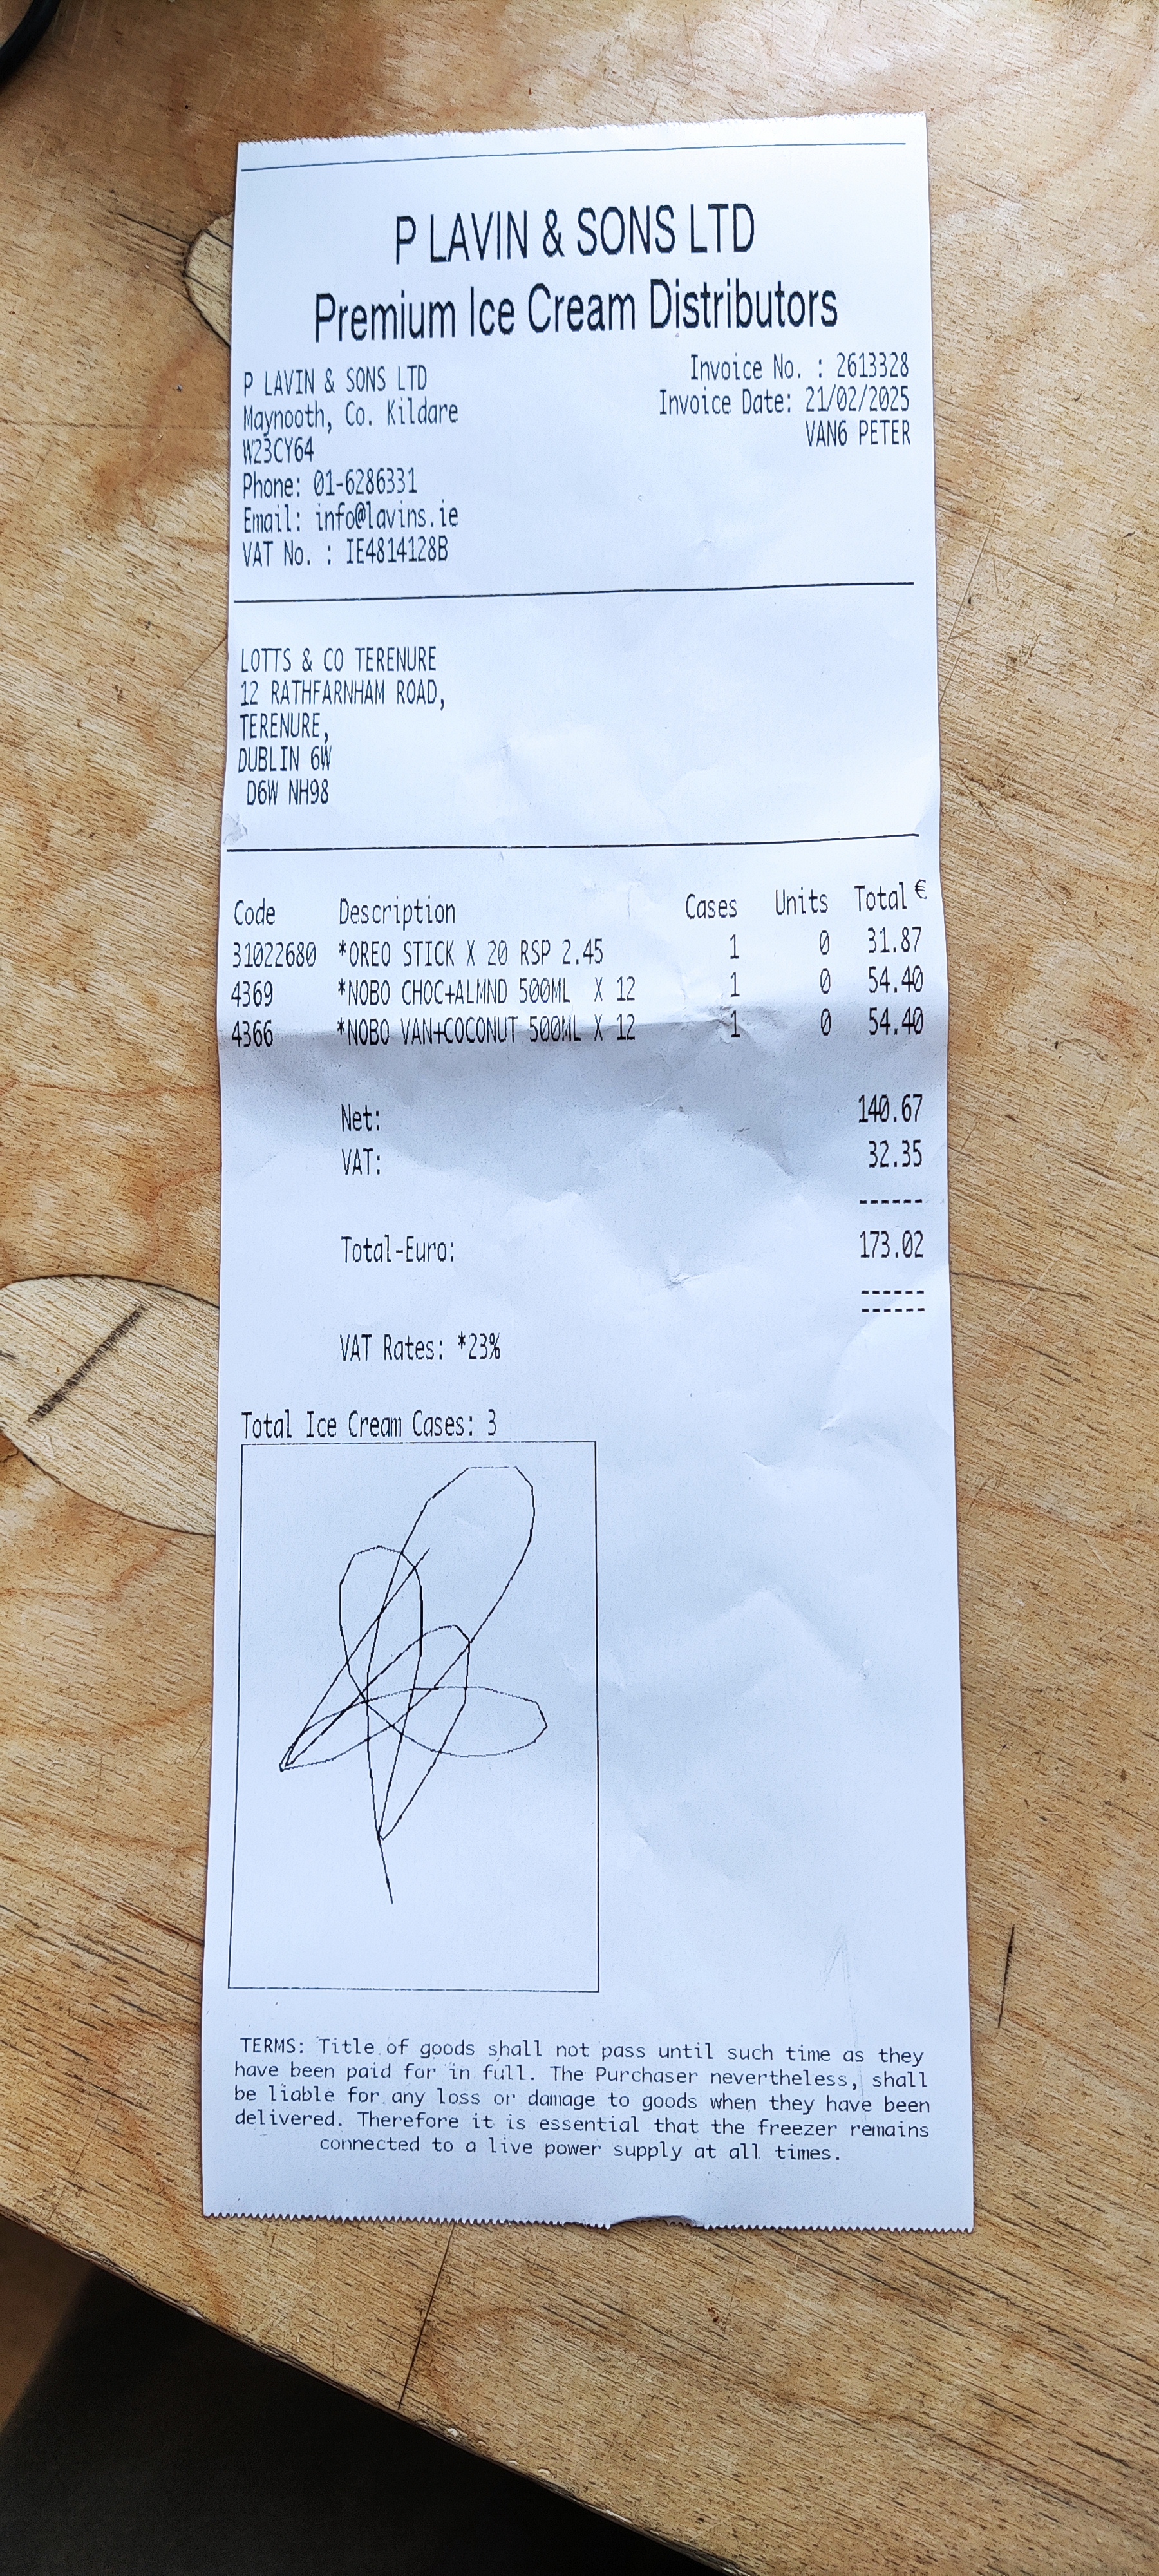 P LAVIN & SONS LTD
Premium Ice Cream Distributors
P LAVIN & SONS LTD
Maynooth, Co. Kildare
W23CY64
Phone: 01-6286331
Email: info@lavins.ie
VAT No. : IE4814128B
Invoice No. : 2613328
Invoice Date: 21/02/2025
VAN6 PETER
LOTTS & CO TERENURE
12 RATHFARNHAM ROAD,
TERENURE,
DUBLIN 6W
D6W NH98
Code Description Cases Units Total €
31022680 *OREO STICK X 20 RSP 2.45 1 0 31.87
4369 *NOBO CHOC+ALMND 500ML X 12 1 0 54.40
4366 *NOBO VAN+COCONUT 500ML X 12 1 0 54.40
Net: 140.67
VAT: 32.35
------
Total-Euro: 173.02
------
------
VAT Rates: *23%
Total Ice Cream Cases: 3
TERMS: Title of goods shall not pass until such time as they
have been paid for in full. The Purchaser nevertheless, shall
be liable for any loss or damage to goods when they have been
delivered. Therefore it is essential that the freezer remains
connected to a live power supply at all times.